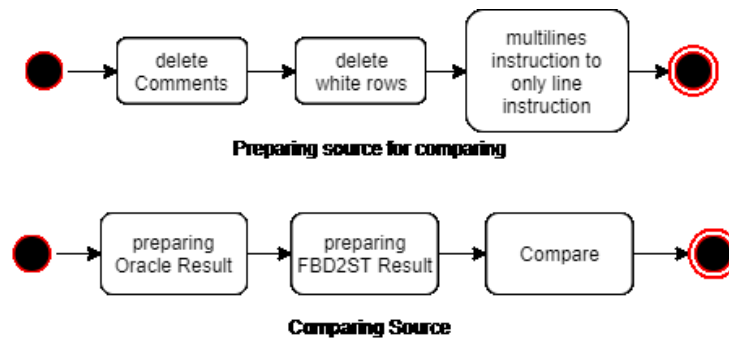 delete
Comments
delete
white rows
multilines
instruction to
only line
instruction
Preparing source for comparing
preparing
Oracle Result
preparing
FBD2ST Result
Compare
Comparing Source